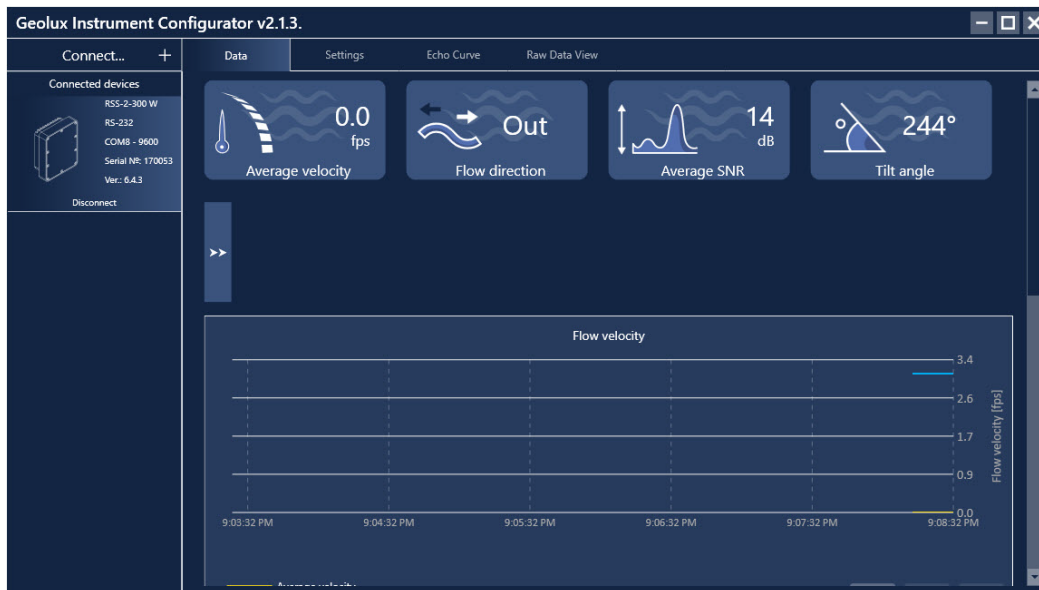 Geolux Instrument Configurator v2.1.3.
Connect... +
Data Settings Echo Curve Raw Data View
Connected devices
RSS-2-300 W
RS-232
COM8 - 9600
Serial №: 170053
Ver.: 6.4.3
Disconnect
0.0
fps
Average velocity
Out
Flow direction
14
dB
Average SNR
244°
Tilt angle
Flow velocity
3.4
2.6
1.7
0.9
0.0
Flow velocity [fps]
9:03:32 PM 9:04:32 PM 9:05:32 PM 9:06:32 PM 9:07:32 PM 9:08:32 PM
Average velocity